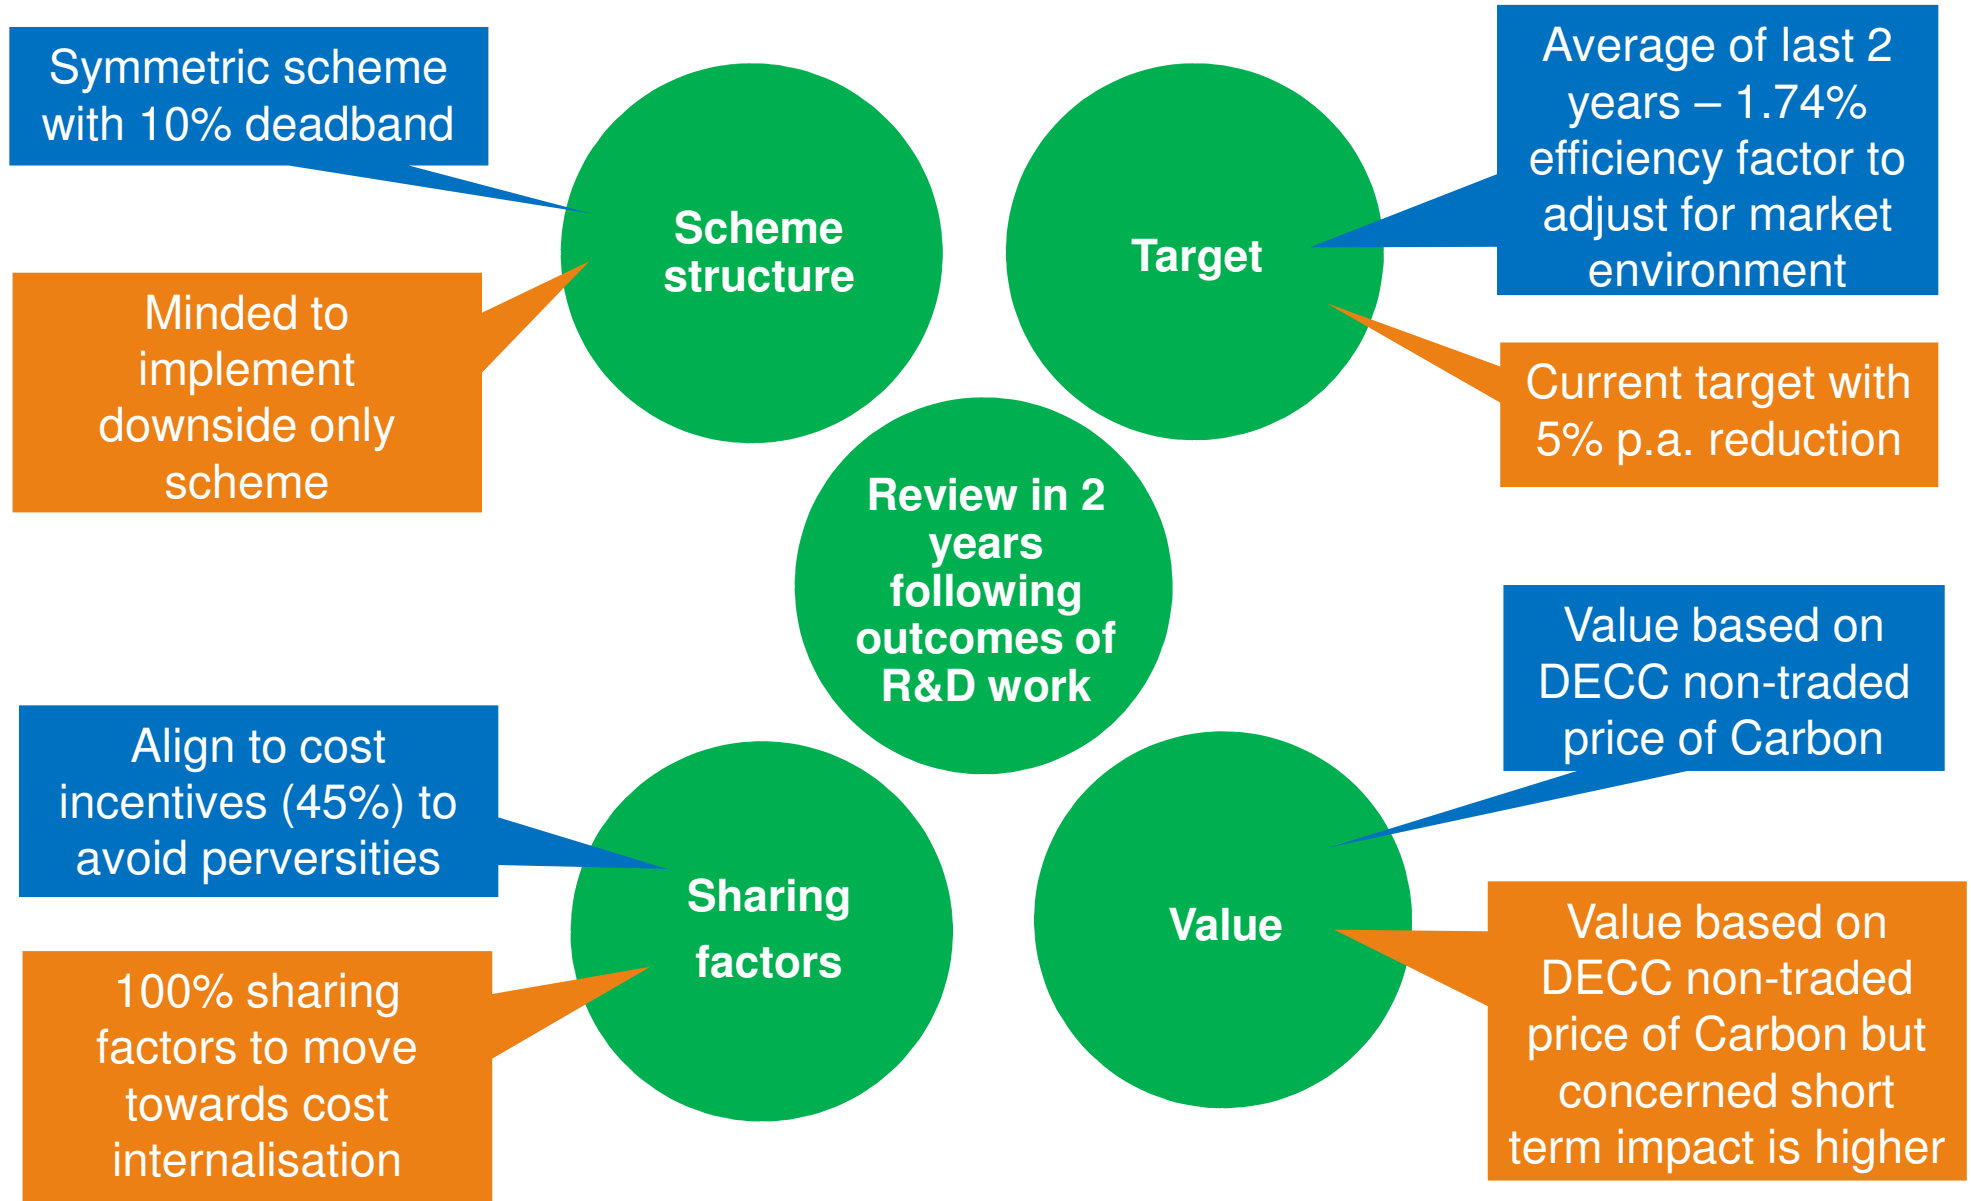 Symmetric scheme
with 10% deadband
Minded to
implement
downside only
scheme
Scheme
structure
Target
Average of last 2
years – 1.74%
efficiency factor to
adjust for market
environment
Current target with
5% p.a. reduction
Review in 2
years
following
outcomes of
R&D work
Align to cost
incentives (45%) to
avoid perversities
100% sharing
factors to move
towards cost
internalisation
Sharing
factors
Value
Value based on
DECC non-traded
price of Carbon
Value based on
DECC non-traded
price of Carbon but
concerned short
term impact is higher